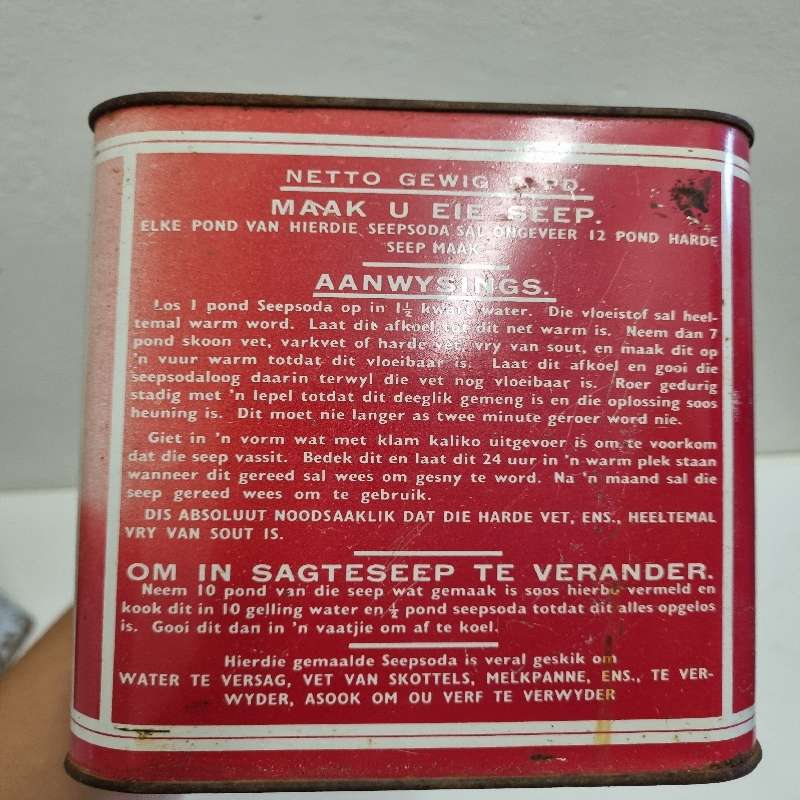 NETTO GEWIG PD.
MAAK U EIE SEEP.
ELKE POND VAN HIERDIE SEEPSODA SAL ONGEVEER 12 POND HARDE
SEEP MAAK
AANWYSINGS.
Los 1 pond Seepsoda op in 1½ kwart water. Die vloeistof sal heel-
temal warm word. Laat dit afkoel tot dit net warm is. Neem dan 7
pond skoon vet, varkvet of harde vet, vry van sout, en maak dit op
'n vuur warm totdat dit vloeibaar is. Laat dit afkoel en gooi die
seepsodaloog daarin terwyl die vet nog vloeibaar is. Roer gedurig
stadig met 'n lepel totdat dit deeglik gemeng is en die oplossing soos
heuning is. Dit moet nie langer as twee minute geroer word nie.
Giet in 'n vorm wat met klam kaliko uitgevoer is om te voorkom
dat die seep vassit. Bedek dit en laat dit 24 uur in 'n warm plek staan
wanneer dit gereed sal wees om gesny te word. Na 'n maand sal die
seep gereed wees om te gebruik.
DIS ABSOLUUT NOODSAAKLIK DAT DIE HARDE VET, ENS., HEELTEMAL
VRY VAN SOUT IS.
OM IN SAGTESEEP TE VERANDER.
Neem 10 pond van die seep wat gemaak is soos hierbo vermeld en
kook dit in 10 gelling water en ½ pond seepsoda totdat dit alles opgelos
is. Gooi dit dan in 'n vaatjie om af te koel.
Hierdie gemaalde Seepsoda is veral geskik om
WATER TE VERSAG, VET VAN SKOTTELS, MELKPANNE, ENS., TE VER-
WYDER, ASOOK OM OU VERF TE VERWYDER